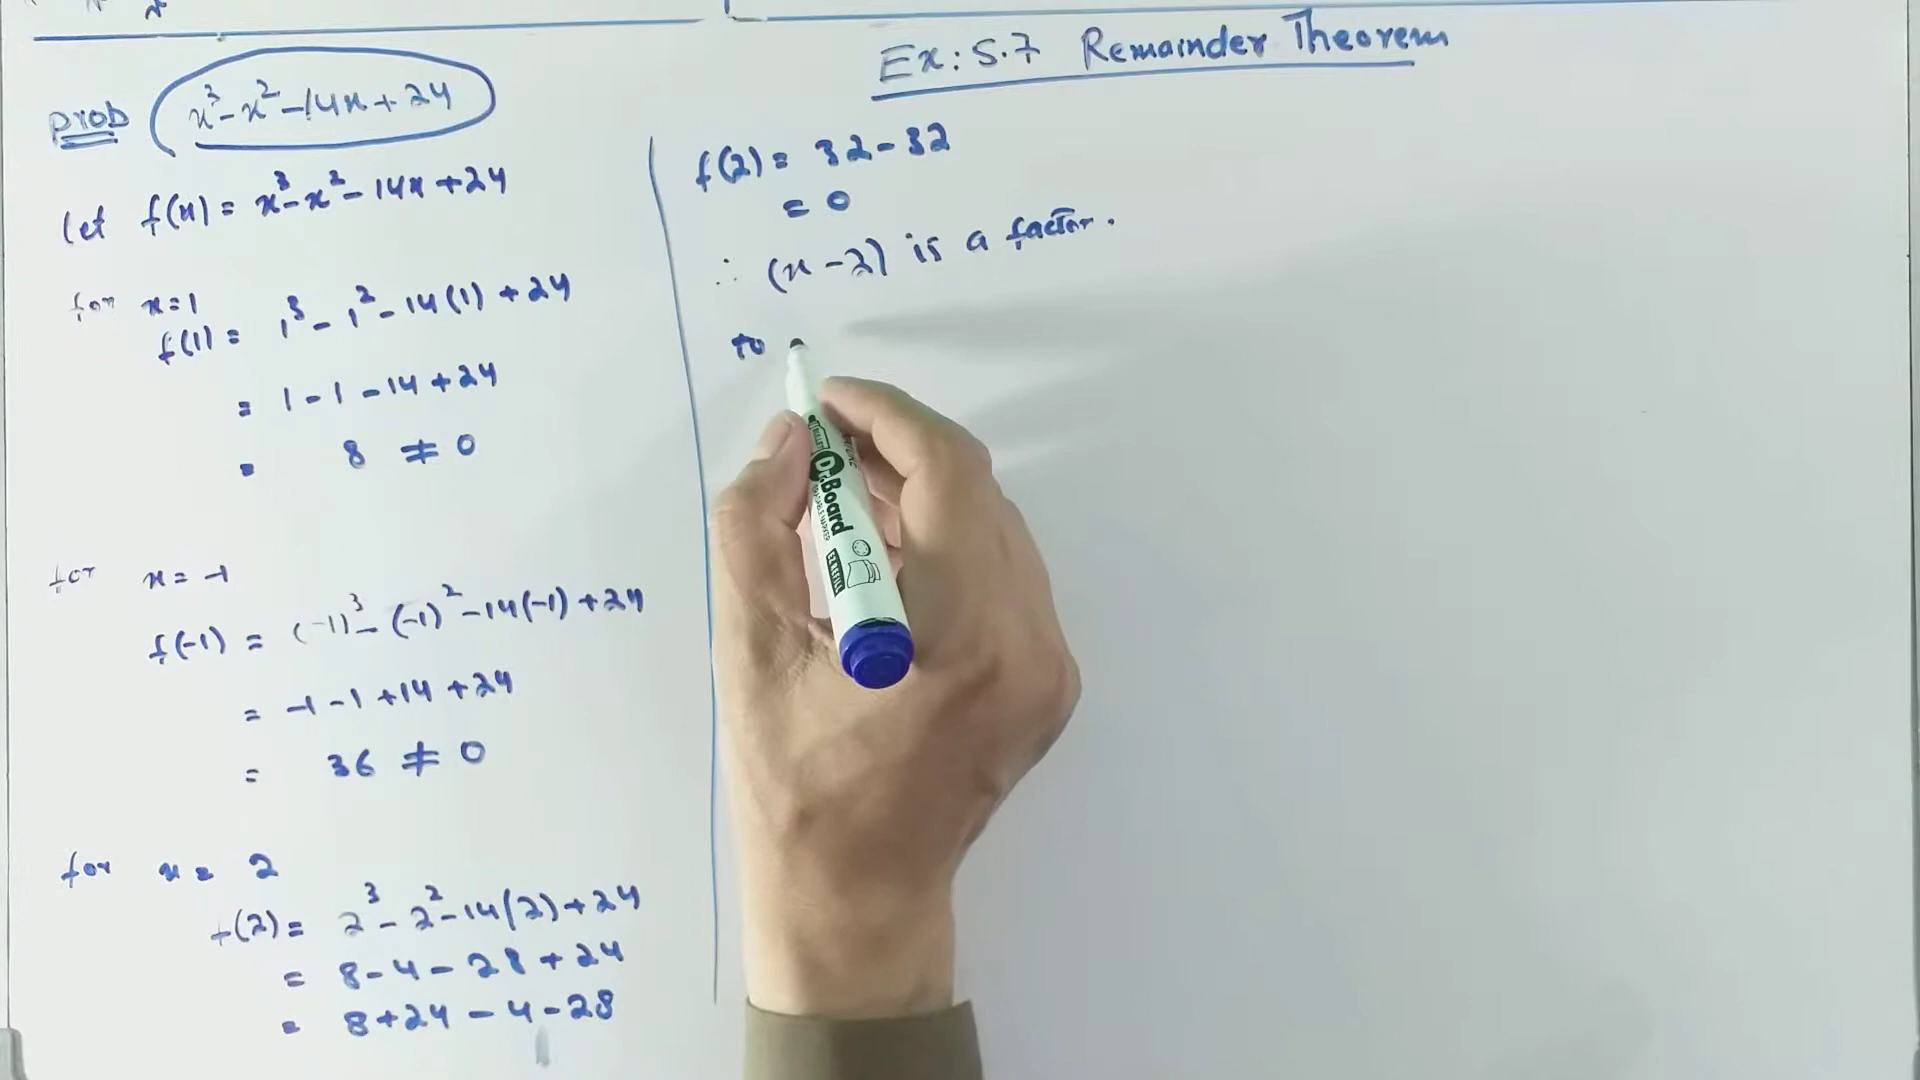 Ex: 5.7 Remainder Theorem
prob x³-x²-14x+24
let f(x) = x³-x²-14x+24
for x=1
f(1) = 1³-1²-14(1)+24
= 1-1-14+24
= 8 ≠ 0
for x=-1
f(-1) = (-1)³-(-1)²-14(-1)+24
= -1-1+14+24
= 36 ≠ 0
for x= 2
f(2)= 2³-2²-14(2)+24
= 8-4-28+24
= 8+24-4-28
f(2)= 32-32
= 0
∴ (x-2) is a factor.
to
Dr.Board